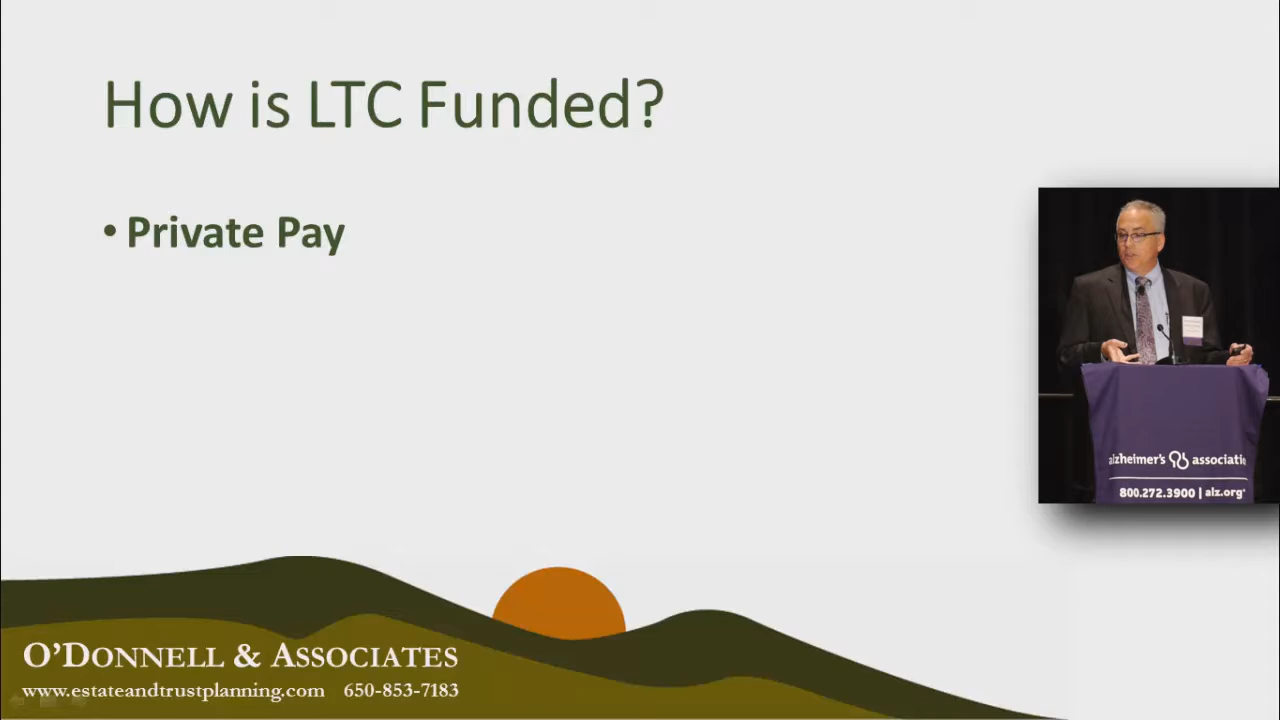 How is LTC Funded?
• Private Pay
alzheimer's associati
800.272.3900 | alz.org®
O'DONNELL & ASSOCIATES
www.estateandtrustplanning.com 650-853-7183